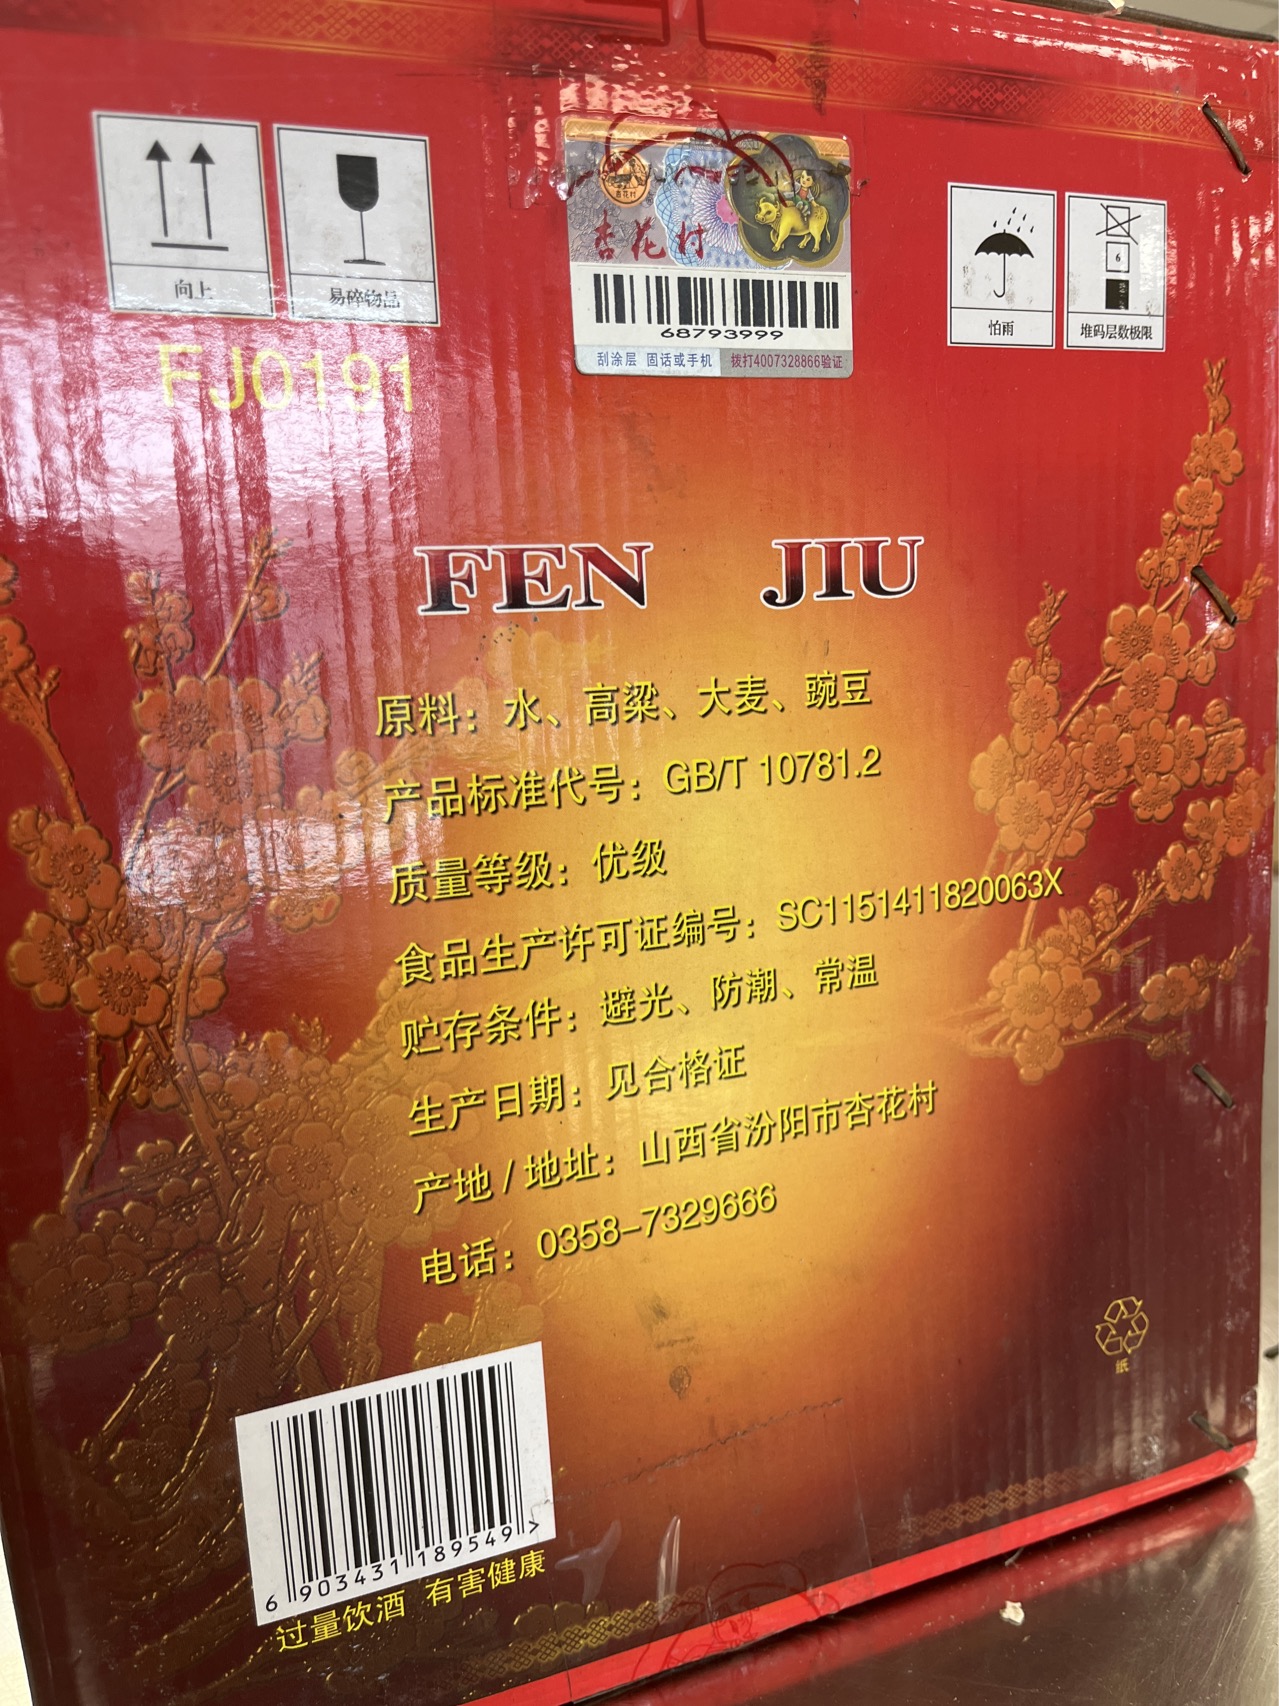 向上
易碎物品
杏花村
杏花村
68793999
刮涂层 固话或手机 拨打4007328866验证
怕雨
6
堆码层数极限
FJ0191
FEN JIU
原料：水、高粱、大麦、豌豆
产品标准代号：GB/T 10781.2
质量等级：优级
食品生产许可证编号：SC1151411820063X
贮存条件：避光、防潮、常温
生产日期：见合格证
产地/地址：山西省汾阳市杏花村
电话：0358-7329666
纸
6 903431 189549 >
过量饮酒 有害健康